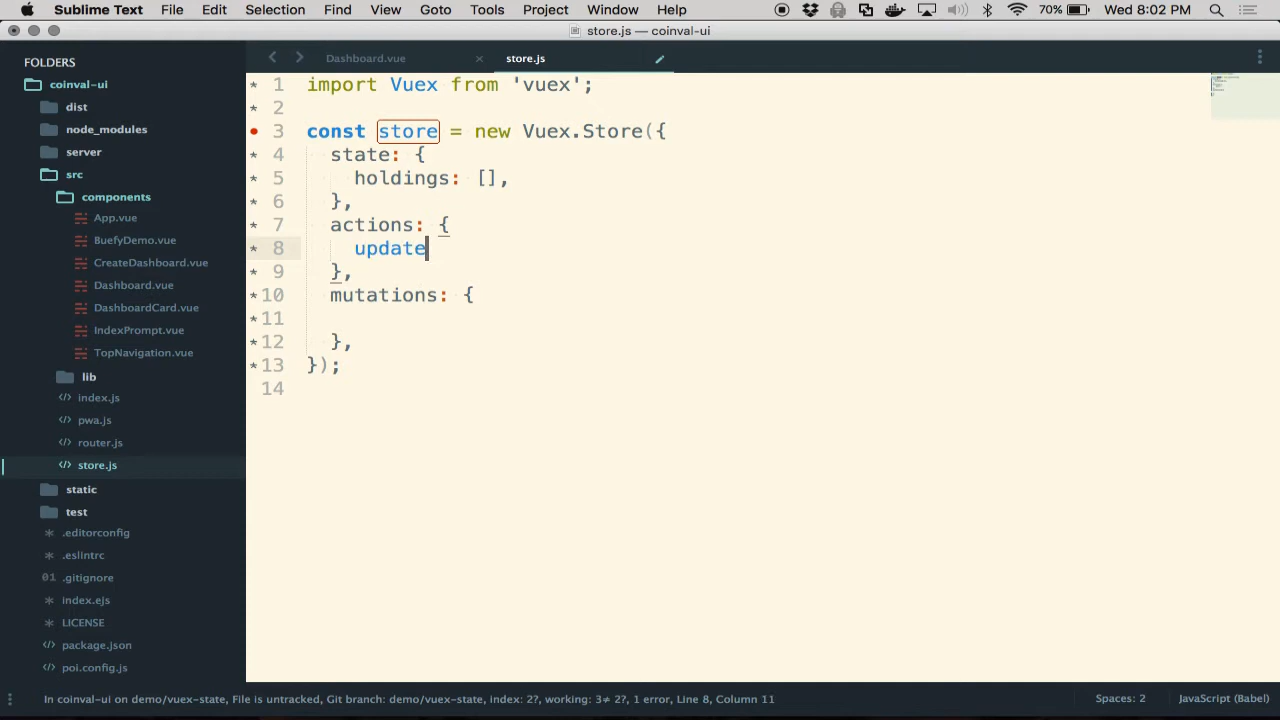 Sublime Text File Edit Selection Find View Goto Tools Project Window Help 70% Wed 8:02 PM
store.js — coinval-ui
FOLDERS
coinval-ui
dist
node_modules
server
src
components
App.vue
BuefyDemo.vue
CreateDashboard.vue
Dashboard.vue
DashboardCard.vue
IndexPrompt.vue
TopNavigation.vue
lib
index.js
pwa.js
router.js
store.js
static
test
.editorconfig
.eslintrc
.gitignore
index.ejs
LICENSE
package.json
poi.config.js
Dashboard.vue × store.js
* 1 import Vuex from 'vuex';
* 2
3 const store = new Vuex.Store({
* 4 state: {
* 5 holdings: [],
* 6 },
* 7 actions: {
* 8 update
* 9 },
* 10 mutations: {
* 11
* 12 },
* 13 });
14
In coinval-ui on demo/vuex-state, File is untracked, Git branch: demo/vuex-state, index: 2?, working: 3≠ 2?, 1 error, Line 8, Column 11 Spaces: 2 JavaScript (Babel)